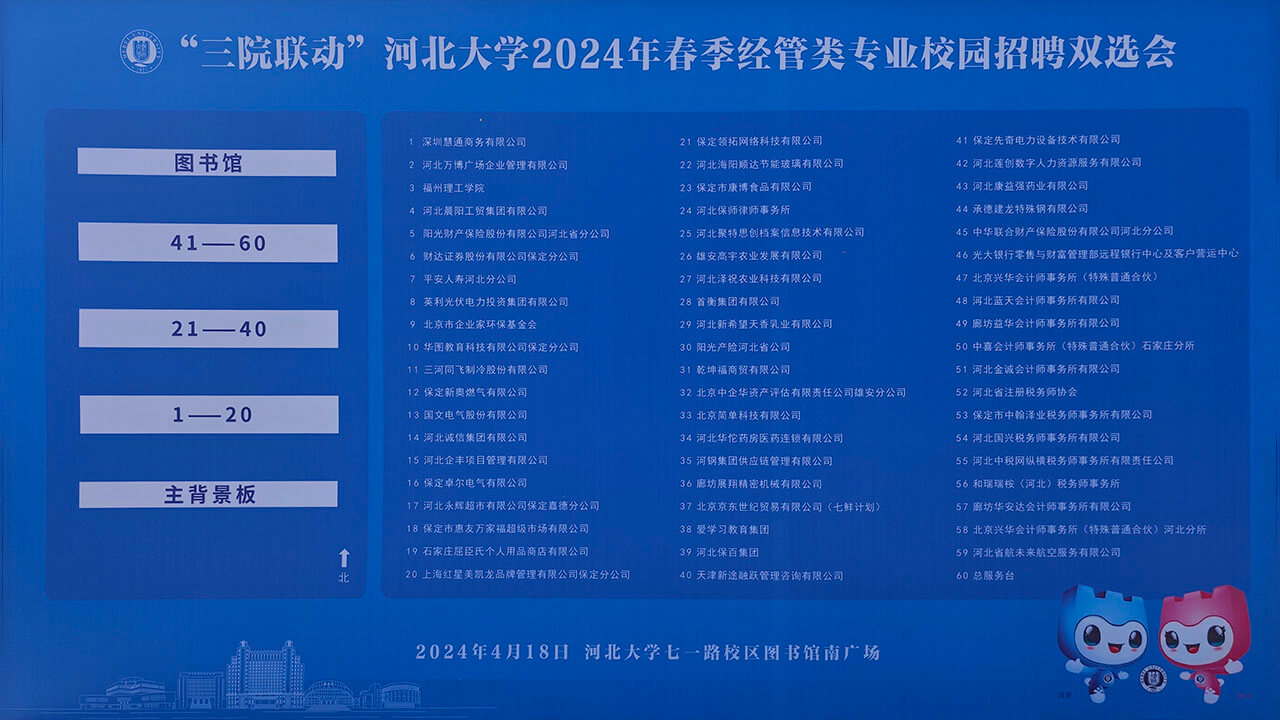 “三院联动”河北大学2024年春季经管类专业校园招聘双选会
图书馆
41——60
21——40
1——20
主背景板
北
1 深圳慧通商务有限公司
2 河北万博广场企业管理有限公司
3 福州理工学院
4 河北晨阳工贸集团有限公司
5 阳光财产保险股份有限公司河北省分公司
6 财达证券股份有限公司保定分公司
7 平安人寿河北分公司
8 英利光伏电力投资集团有限公司
9 北京市企业家环保基金会
10 华图教育科技有限公司保定分公司
11 三河同飞制冷股份有限公司
12 保定新奥燃气有限公司
13 国文电气股份有限公司
14 河北诚信集团有限公司
15 河北企丰项目管理有限公司
16 保定卓尔电气有限公司
17 河北永辉超市有限公司保定嘉德分公司
18 保定市惠友万家福超级市场有限公司
19 石家庄屈臣氏个人用品商店有限公司
20 上海红星美凯龙品牌管理有限公司保定分公司
21 保定领拓网络科技有限公司
22 河北海阳顺达节能玻璃有限公司
23 保定市康博食品有限公司
24 河北保师律师事务所
25 河北聚特思创档案信息技术有限公司
26 雄安高宇农业发展有限公司
27 河北泽祝农业科技有限公司
28 首衡集团有限公司
29 河北新希望天香乳业有限公司
30 阳光产险河北省公司
31 乾坤福商贸有限公司
32 北京中企华资产评估有限责任公司雄安分公司
33 北京简单科技有限公司
34 河北华佗药房医药连锁有限公司
35 河钢集团供应链管理有限公司
36 廊坊展翔精密机械有限公司
37 北京京东世纪贸易有限公司（七鲜计划）
38 爱学习教育集团
39 河北保百集团
40 天津新途融跃管理咨询有限公司
41 保定先奇电力设备技术有限公司
42 河北莲创数字人力资源服务有限公司
43 河北康益强药业有限公司
44 承德建龙特殊钢有限公司
45 中华联合财产保险股份有限公司河北分公司
46 光大银行零售与财富管理部远程银行中心及客户营运中心
47 北京兴华会计师事务所（特殊普通合伙）
48 河北蓝天会计师事务所有限公司
49 廊坊益华会计师事务所有限公司
50 中喜会计师事务所（特殊普通合伙）石家庄分所
51 河北金诚会计师事务所有限公司
52 河北省注册税务师协会
53 保定市中翰泽业税务师事务所有限公司
54 河北国兴税务师事务所有限公司
55 河北中税网纵横税务师事务所有限责任公司
56 和瑞瑞桉（河北）税务师事务所
57 廊坊华安达会计师事务所有限公司
58 北京兴华会计师事务所（特殊普通合伙）河北分所
59 河北省航未来航空服务有限公司
60 总服务台
2024年4月18日 河北大学七一路校区图书馆南广场